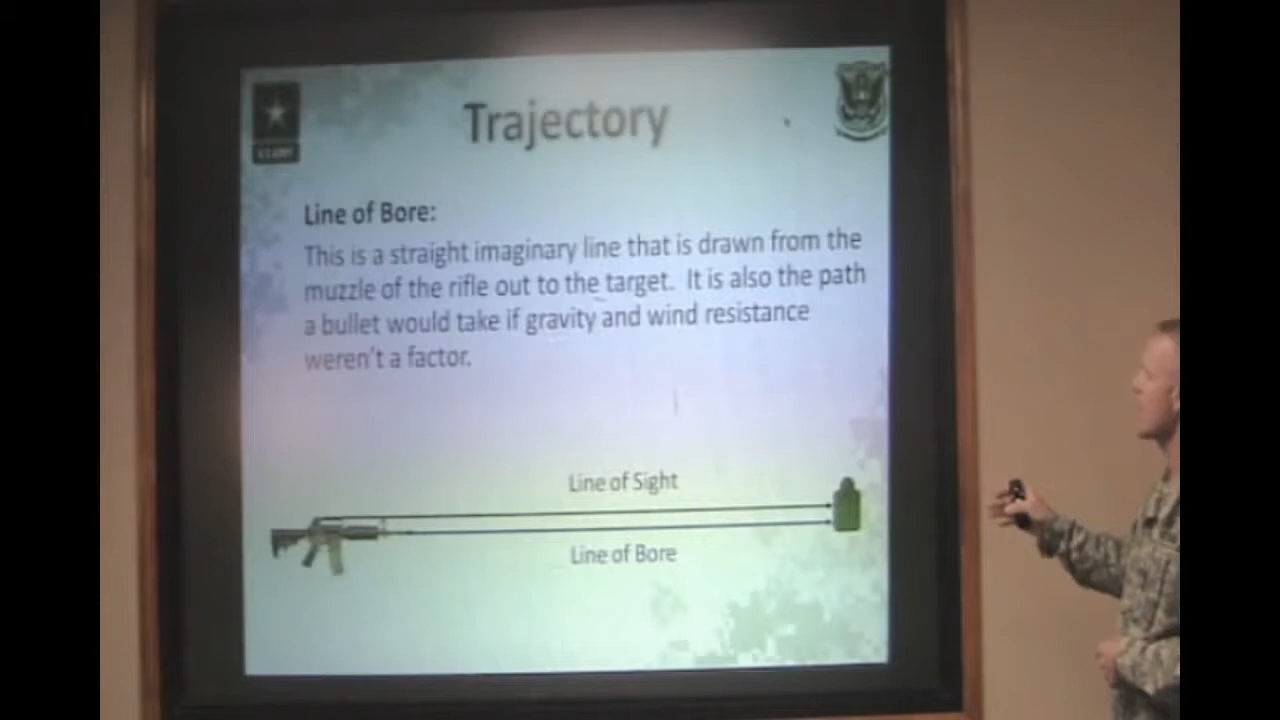 Trajectory
Line of Bore:
This is a straight imaginary line that is drawn from the
muzzle of the rifle out to the target. It is also the path
a bullet would take if gravity and wind resistance
weren't a factor.
Line of Sight
Line of Bore